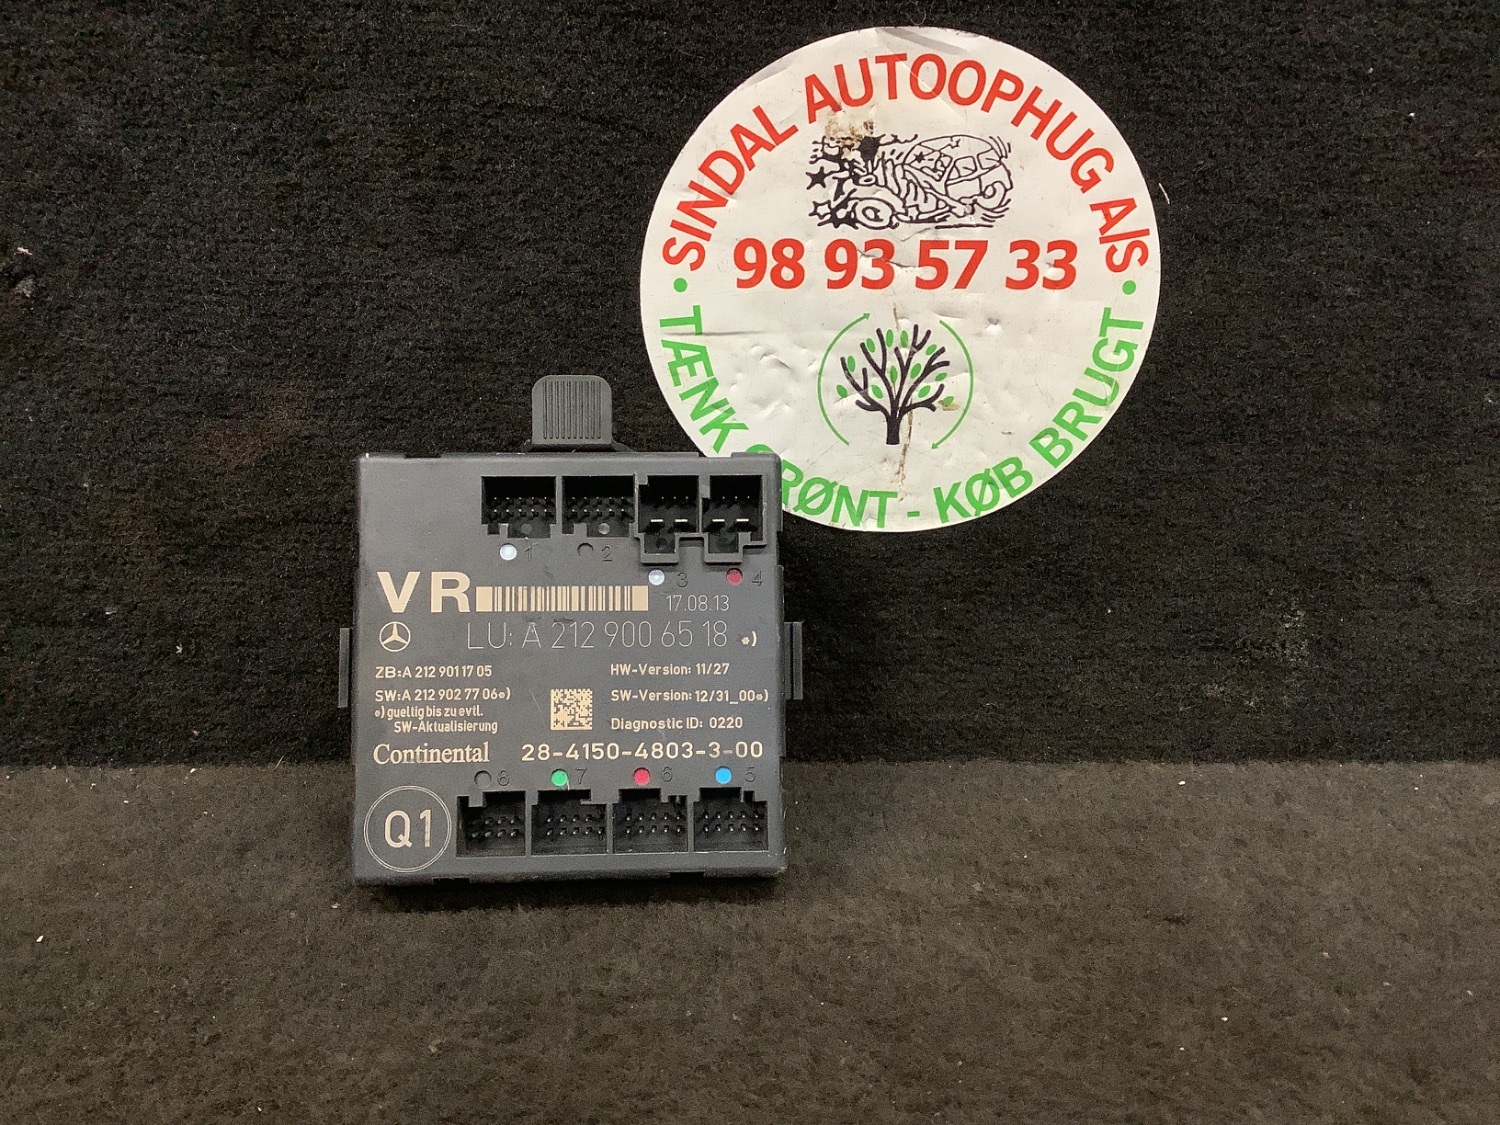 SINDAL AUTOOPHUG A/S
98 93 57 33
• TÆNK GRØNT - KØB BRUGT •
1 2
3 4
VR 17.08.13
LU: A 212 900 65 18 *)
ZB: A 212 901 17 05
SW: A 212 902 77 06*)
*) gueltig bis zu evtl.
SW-Aktualisierung
HW-Version: 11/27
SW-Version: 12/31_00*)
Diagnostic ID: 0220
Continental 28-4150-4803-3-00
8 7 6 5
Q1